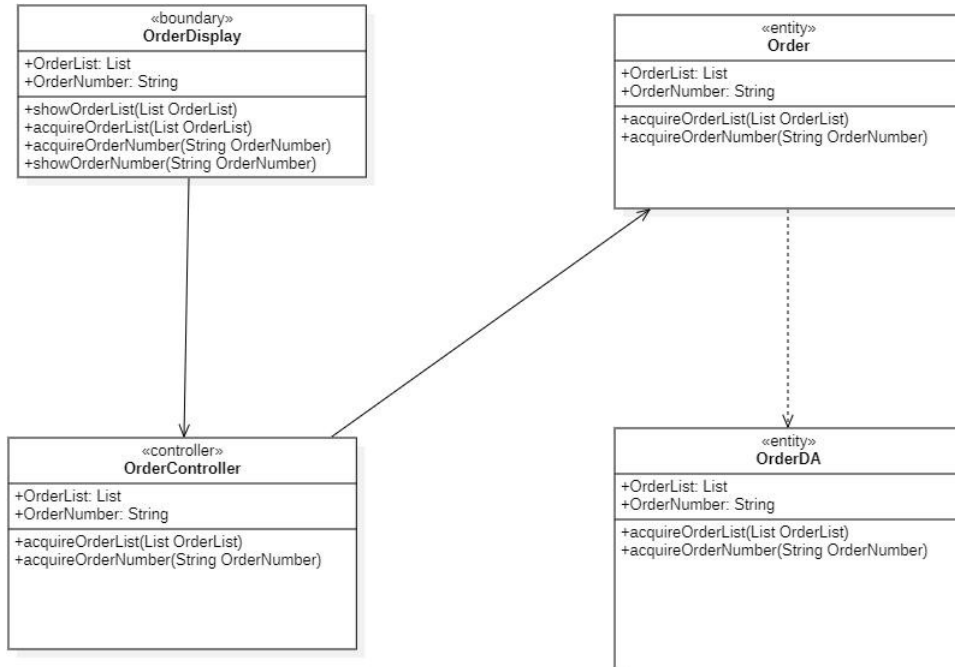 «boundary»
OrderDisplay
+OrderList: List
+OrderNumber: String
+showOrderList(List OrderList)
+acquireOrderList(List OrderList)
+acquireOrderNumber(String OrderNumber)
+showOrderNumber(String OrderNumber)
«entity»
Order
+OrderList: List
+OrderNumber: String
+acquireOrderList(List OrderList)
+acquireOrderNumber(String OrderNumber)
«controller»
OrderController
+OrderList: List
+OrderNumber: String
+acquireOrderList(List OrderList)
+acquireOrderNumber(String OrderNumber)
«entity»
OrderDA
+OrderList: List
+OrderNumber: String
+acquireOrderList(List OrderList)
+acquireOrderNumber(String OrderNumber)